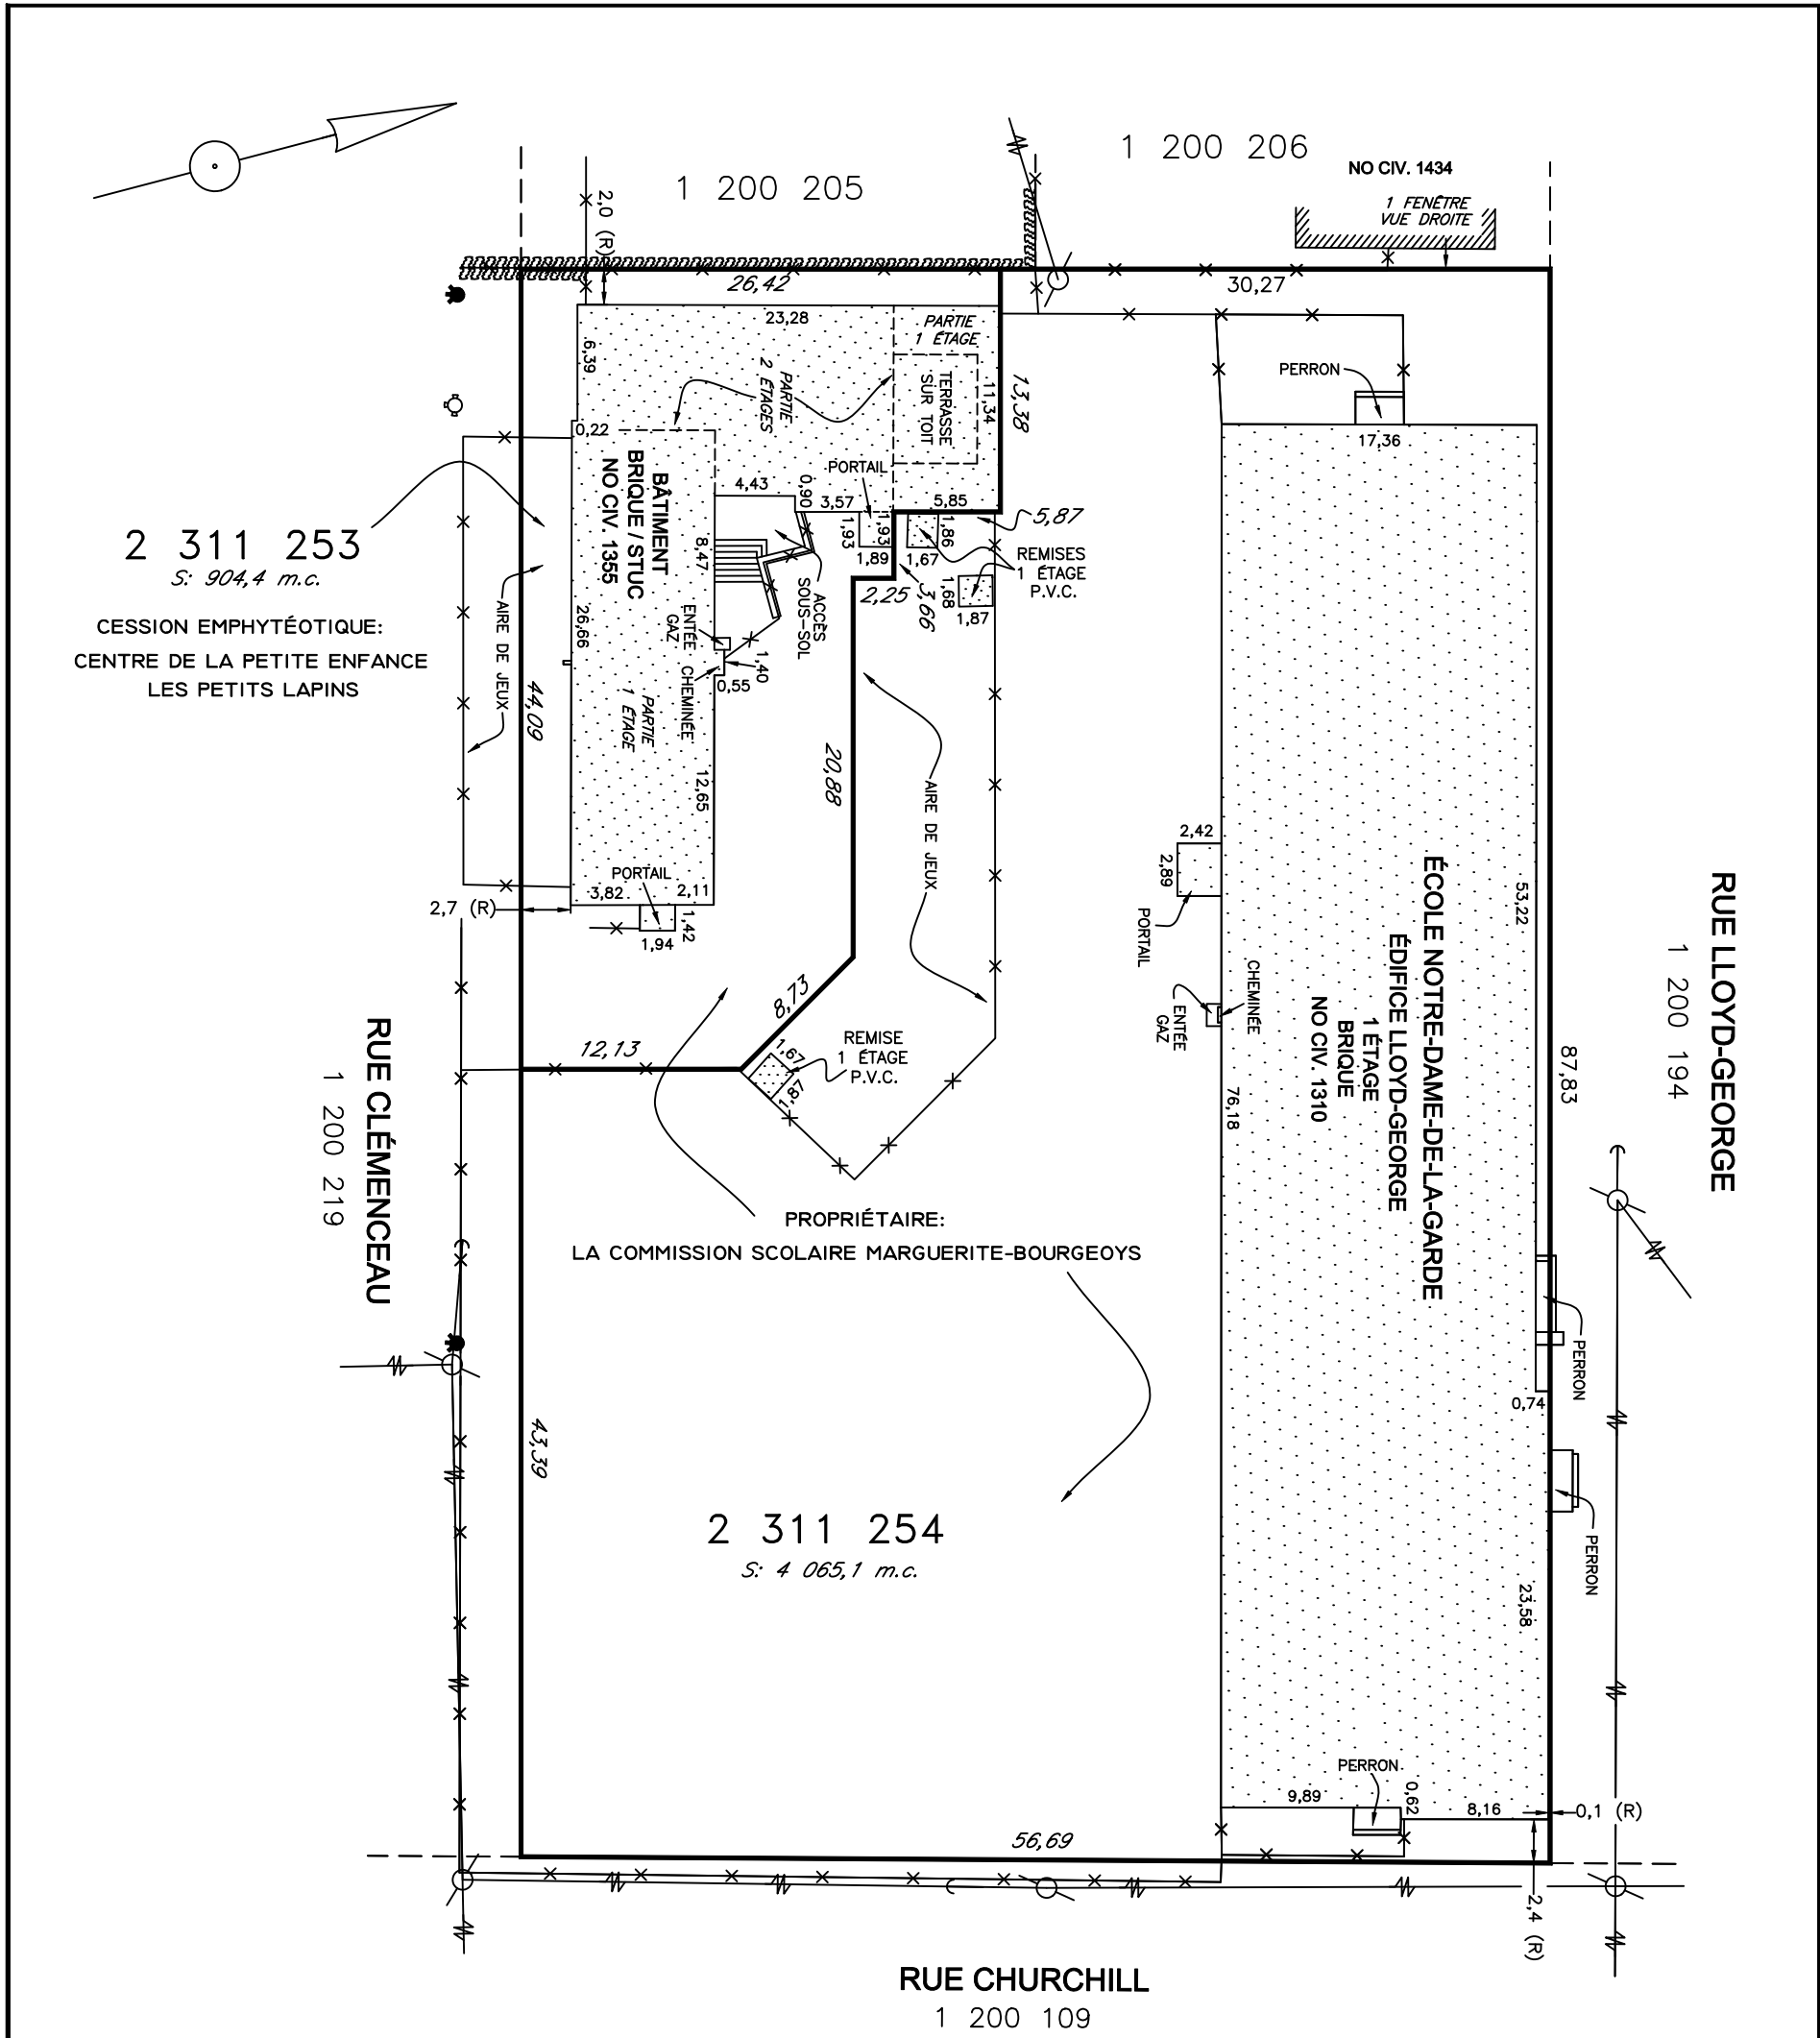 1 200 206
NO CIV. 1434
1 FENÊTRE
VUE DROITE
1 200 205
2,0 (R)
26,42
30,27
23,28
PARTIE
1 ÉTAGE
6,39
PARTIE
2 ÉTAGES
TERRASSE
SUR TOIT
11,34
13,38
PERRON
17,36
0,22
BÂTIMENT
BRIQUE / STUC
NO CIV. 1355
PORTAIL
4,43
0,90
3,57
5,85
5,87
1,93
1,93
1,89
1,86
1,67
REMISES
1 ÉTAGE
P.V.C.
1,68
1,87
3,66
2,25
8,47
ACCÈS
SOUS-SOL
ENTÉE
GAZ
CHEMINÉE
1,40
0,55
2 311 253
S: 904,4 m.c.
CESSION EMPHYTÉOTIQUE:
CENTRE DE LA PETITE ENFANCE
LES PETITS LAPINS
AIRE DE JEUX
26,66
44,09
PARTIE
1 ÉTAGE
12,65
20,88
AIRE DE JEUX
PORTAIL
3,82
2,11
1,42
1,94
2,7 (R)
2,42
2,89
PORTAIL
CHEMINÉE
ENTÉE
GAZ
ÉCOLE NOTRE-DAME-DE-LA-GARDE
ÉDIFICE LLOYD-GEORGE
1 ÉTAGE
BRIQUE
NO CIV. 1310
53,22
76,18
87,83
RUE LLOYD-GEORGE
1 200 194
8,73
12,13
REMISE
1 ÉTAGE
P.V.C.
1,67
1,87
RUE CLÉMENCEAU
1 200 219
PROPRIÉTAIRE:
LA COMMISSION SCOLAIRE MARGUERITE-BOURGEOYS
PERRON
0,74
43,39
PERRON
2 311 254
S: 4 065,1 m.c.
23,58
PERRON
9,89
0,62
8,16
0,1 (R)
56,69
2,4 (R)
RUE CHURCHILL
1 200 109